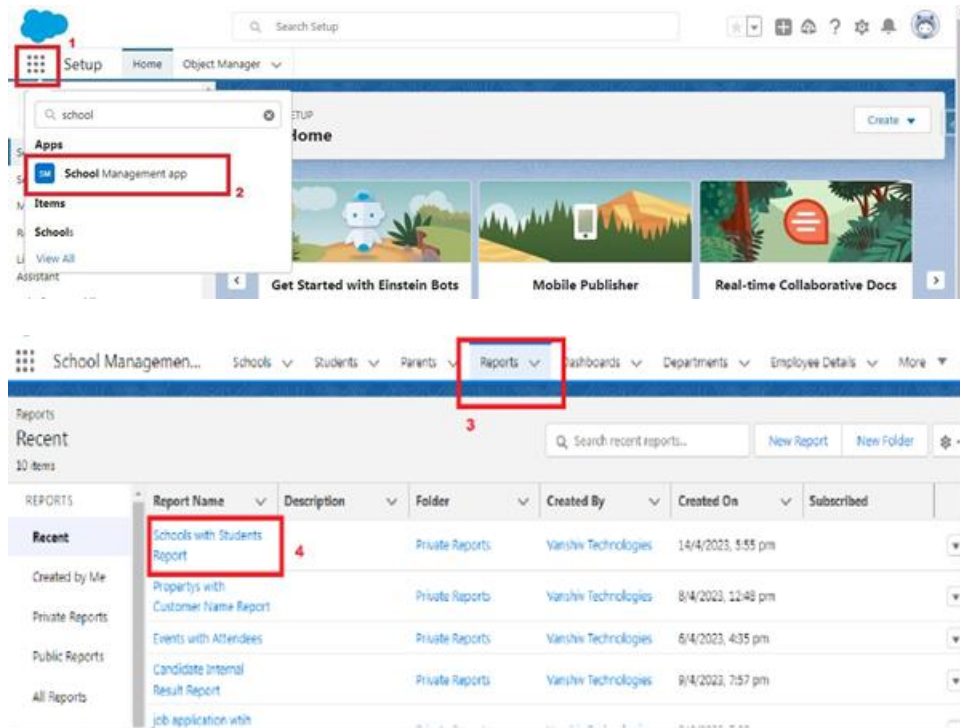 Search Setup
1
Setup Home Object Manager
school
Apps
SM School Management app
2
Items
Schools
View All
Assistant
ETUP
Home
Create
Get Started with Einstein Bots
Mobile Publisher
Real-time Collaborative Docs
School Managemen... Schools Students Parents Reports Dashboards Departments Employee Details More
3
Reports
Recent
10 items
Search recent reports...
New Report New Folder
REPORTS
Recent
Created by Me
Private Reports
Public Reports
All Reports
Report Name Description Folder Created By Created On Subscribed
Schools with Students
Report
4
Private Reports Vanshiv Technologies 14/4/2023, 5:55 pm
Propertys with
Customer Name Report
Private Reports Vanshiv Technologies 8/4/2023, 12:48 pm
Events with Attendees Private Reports Vanshiv Technologies 6/4/2023, 4:35 pm
Candidate Internal
Result Report
Private Reports Vanshiv Technologies 9/4/2023, 7:57 pm
job application wtih